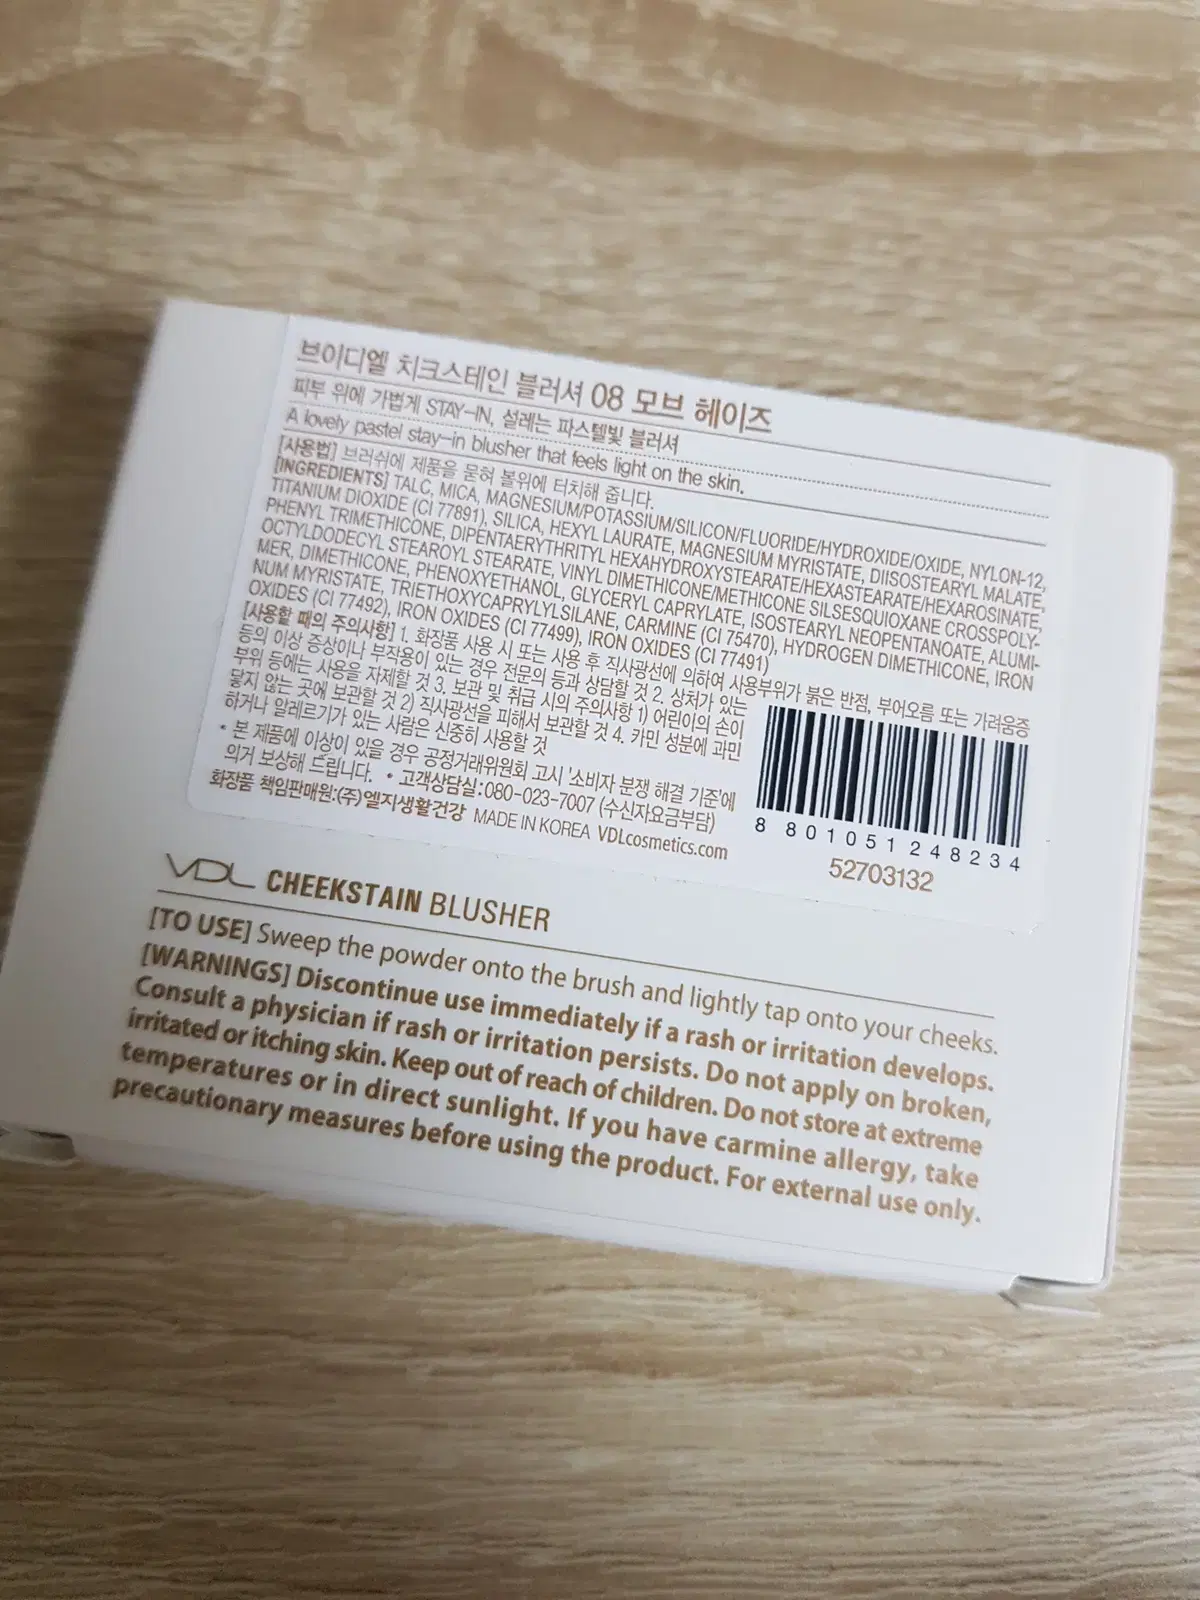 브이디엘 치크스테인 블러셔 08 모브 헤이즈
피부 위에 가볍게 STAY-IN, 설레는 파스텔빛 블러셔
A lovely pastel stay-in blusher that feels light on the skin.
[사용법] 브러쉬에 제품을 묻혀 볼위에 터치해 줍니다.
[INGREDIENTS] TALC, MICA, MAGNESIUM/POTASSIUM/SILICON/FLUORIDE/HYDROXIDE/OXIDE, NYLON-12,
TITANIUM DIOXIDE (CI 77891), SILICA, HEXYL LAURATE, MAGNESIUM MYRISTATE, DIISOSTEARYL MALATE,
PHENYL TRIMETHICONE, DIPENTAERYTHRITYL HEXAHYDROXYSTEARATE/HEXASTEARATE/HEXAROSINATE,
OCTYLDODECYL STEAROYL STEARATE, VINYL DIMETHICONE/METHICONE SILSESQUIOXANE CROSSPOLY-
MER, DIMETHICONE, PHENOXYETHANOL, GLYCERYL CAPRYLATE, ISOSTEARYL NEOPENTANOATE, ALUMI-
NUM MYRISTATE, TRIETHOXYCAPRYLYLSILANE, CARMINE (CI 75470), HYDROGEN DIMETHICONE, IRON
OXIDES (CI 77492), IRON OXIDES (CI 77499), IRON OXIDES (CI 77491)
[사용할 때의 주의사항] 1. 화장품 사용 시 또는 사용 후 직사광선에 의하여 사용부위가 붉은 반점, 부어오름 또는 가려움증
등의 이상 증상이나 부작용이 있는 경우 전문의 등과 상담할 것 2. 상처가 있는
부위 등에는 사용을 자제할 것 3. 보관 및 취급 시의 주의사항 1) 어린이의 손이
닿지 않는 곳에 보관할 것 2) 직사광선을 피해서 보관할 것 4. 카민 성분에 과민
하거나 알레르기가 있는 사람은 신중히 사용할 것
• 본 제품에 이상이 있을 경우 공정거래위원회 고시 '소비자 분쟁 해결 기준'에
의거 보상해 드립니다. • 고객상담실:080-023-7007 (수신자요금부담)
화장품 책임판매원:(주)엘지생활건강 MADE IN KOREA VDLcosmetics.com
8 801051 248234
52703132
VDL CHEEKSTAIN BLUSHER
[TO USE] Sweep the powder onto the brush and lightly tap onto your cheeks.
[WARNINGS] Discontinue use immediately if a rash or irritation develops.
Consult a physician if rash or irritation persists. Do not apply on broken,
irritated or itching skin. Keep out of reach of children. Do not store at extreme
temperatures or in direct sunlight. If you have carmine allergy, take
precautionary measures before using the product. For external use only.